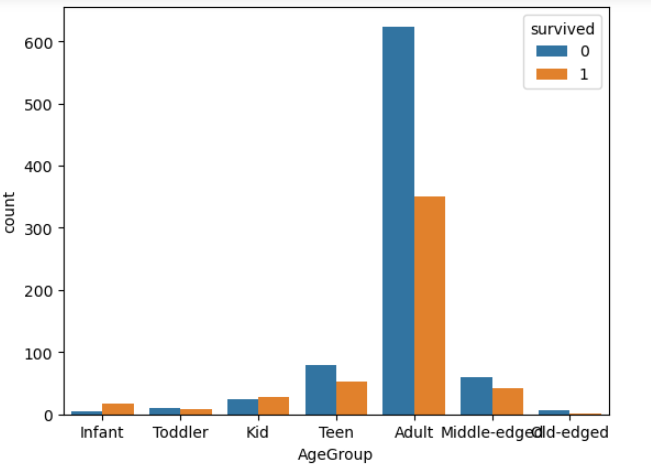 survived
0
1
600
500
400
300
200
100
0
count
Infant Toddler Kid Teen Adult Middle-edged Old-edged
AgeGroup